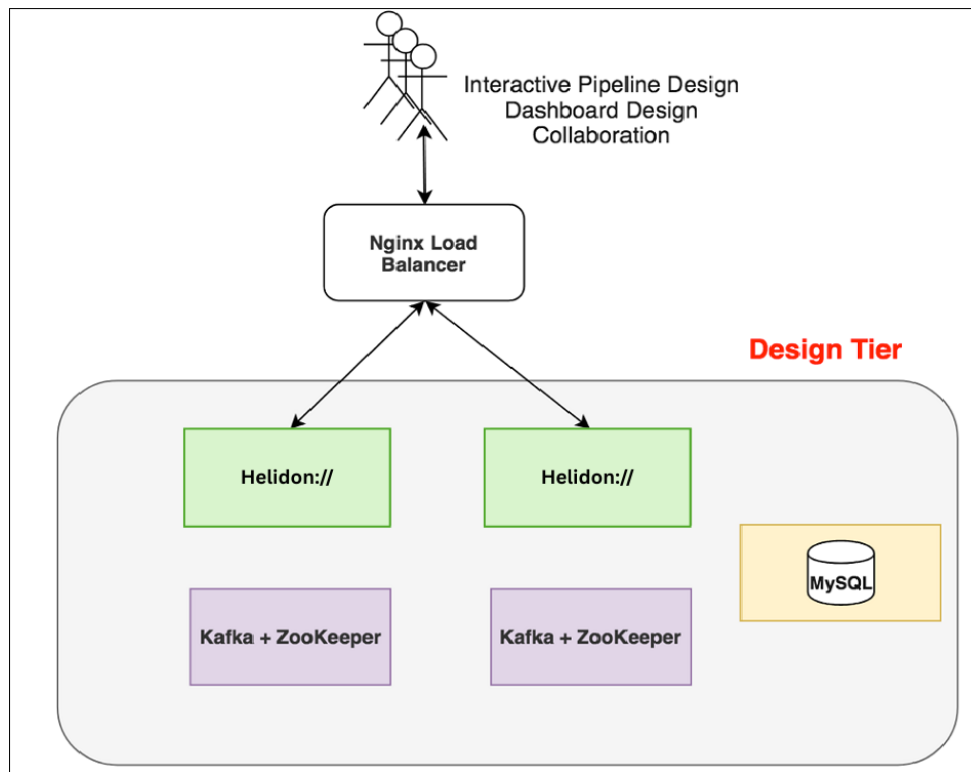 Interactive Pipeline Design
Dashboard Design
Collaboration
Nginx Load
Balancer
Design Tier
Helidon://
Helidon://
MySQL
Kafka + ZooKeeper
Kafka + ZooKeeper